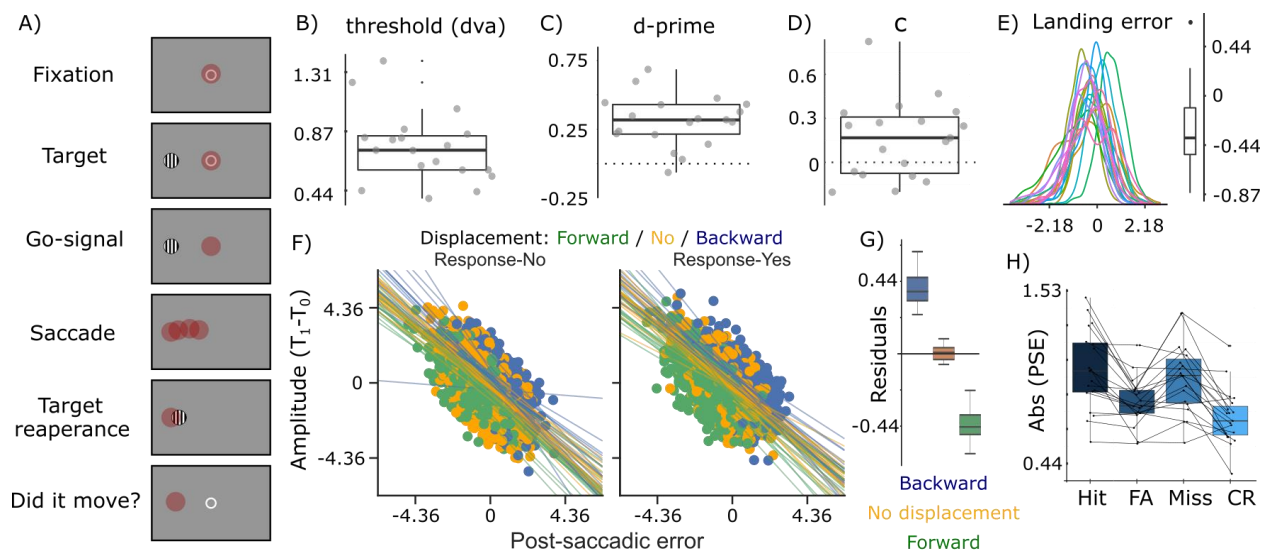 A)
Fixation
Target
Go-signal
Saccade
Target
reaperance
Did it move?
B)
threshold (dva)
1.31
0.87
0.44
C)
d-prime
0.75
0.25
-0.25
D)
c
0.6
0.3
0
E)
Landing error
-2.18 0 2.18
0.44
0
-0.44
-0.87
F)
Displacement: Forward / No / Backward
Response-No
Response-Yes
Amplitude (T1-T0)
4.36
0
-4.36
-4.36 0 4.36
-4.36 0 4.36
Post-saccadic error
G)
Residuals
0.44
-0.44
Backward
No displacement
Forward
H)
Abs (PSE)
1.53
0.44
Hit FA Miss CR